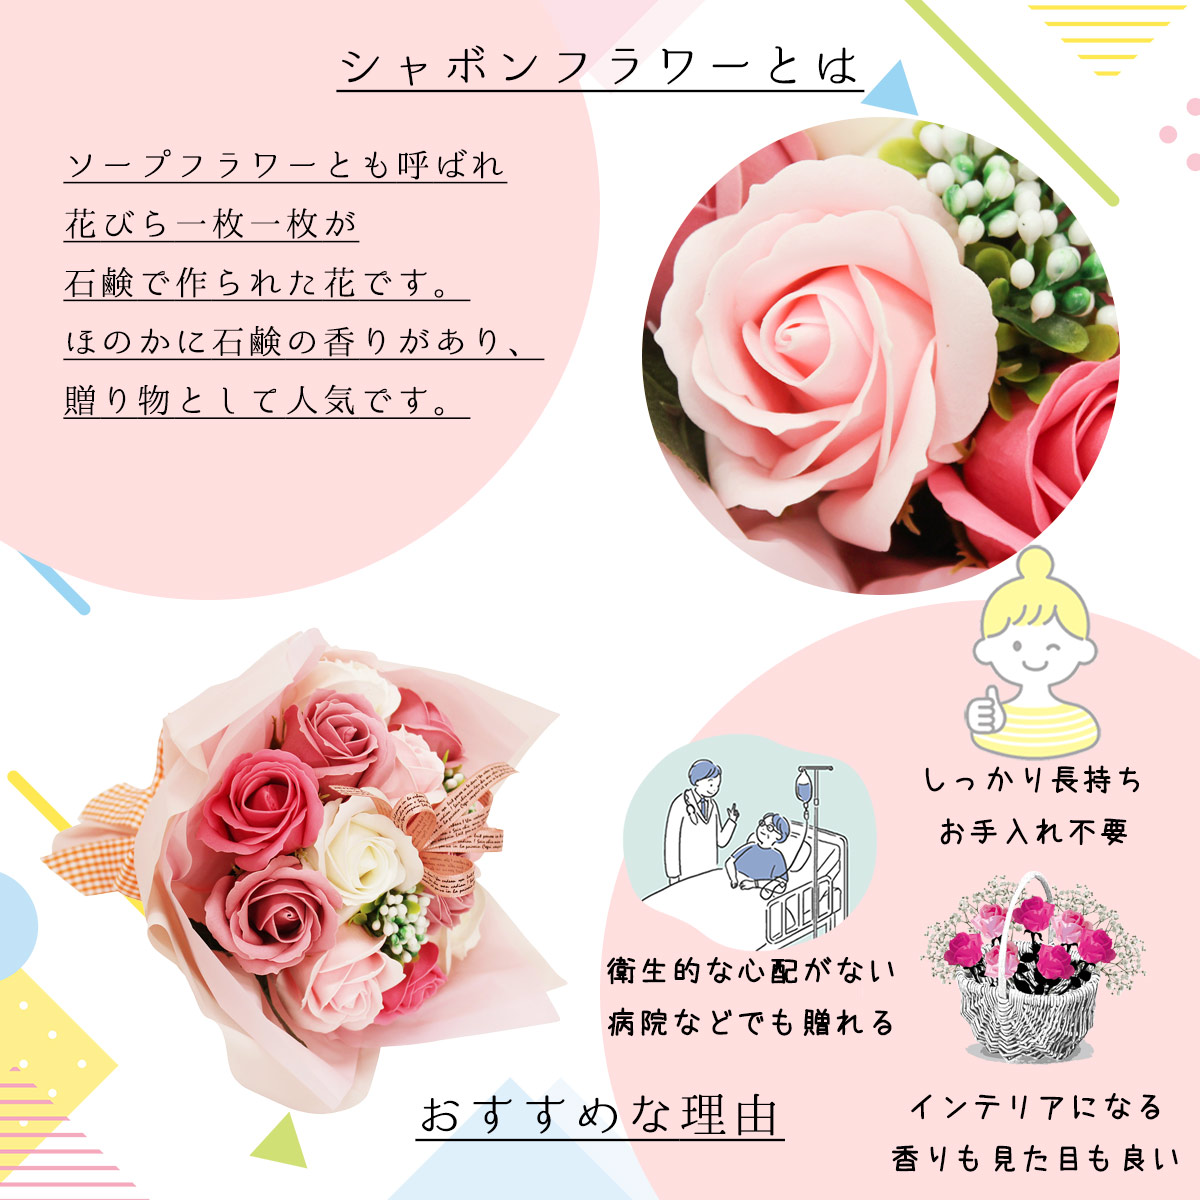 シャボンフラワーとは
ソープフラワーとも呼ばれ
花びら一枚一枚が
石鹸で作られた花です。
ほのかに石鹸の香りがあり、
贈り物として人気です。
しっかり長持ち
お手入れ不要
衛生的な心配がない
病院などでも贈れる
インテリアになる
香りも見た目も良い
おすすめな理由